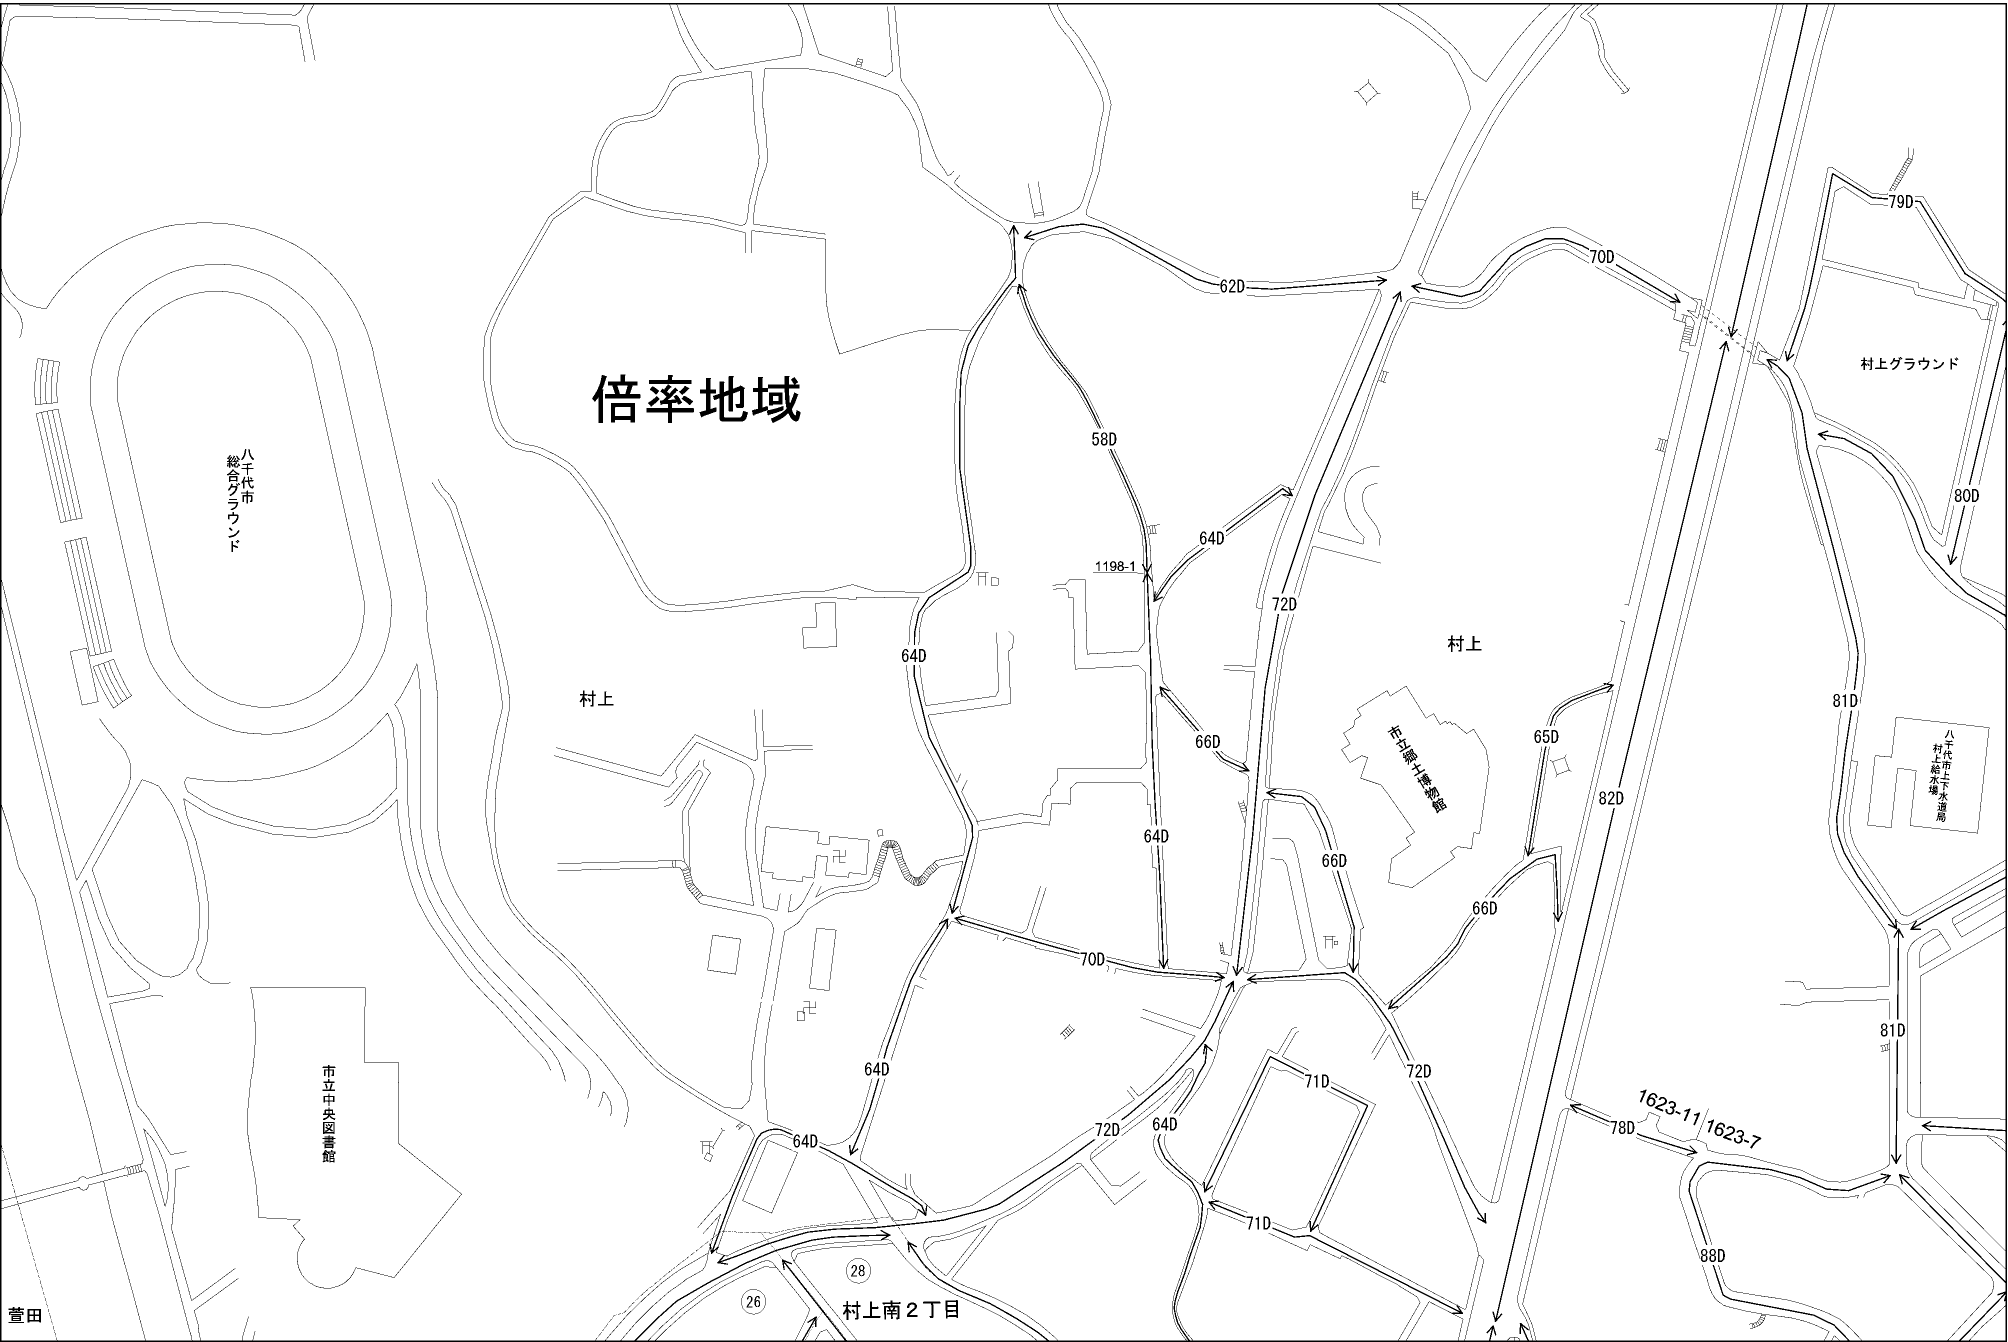 79D
70D
62D
村上グラウンド
倍率地域
58D
八千代市
総合グラウンド
80D
64D
1198-1
72D
村上
64D
村上
81D
66D
65D
市立郷土博物館
八千代市上下水道局
村上給水場
82D
64D
66D
66D
70D
81D
64D
72D
71D
市立中央図書館
1623-11
1623-7
64D
72D
64D
78D
71D
88D
28
26
村上南2丁目
萱田